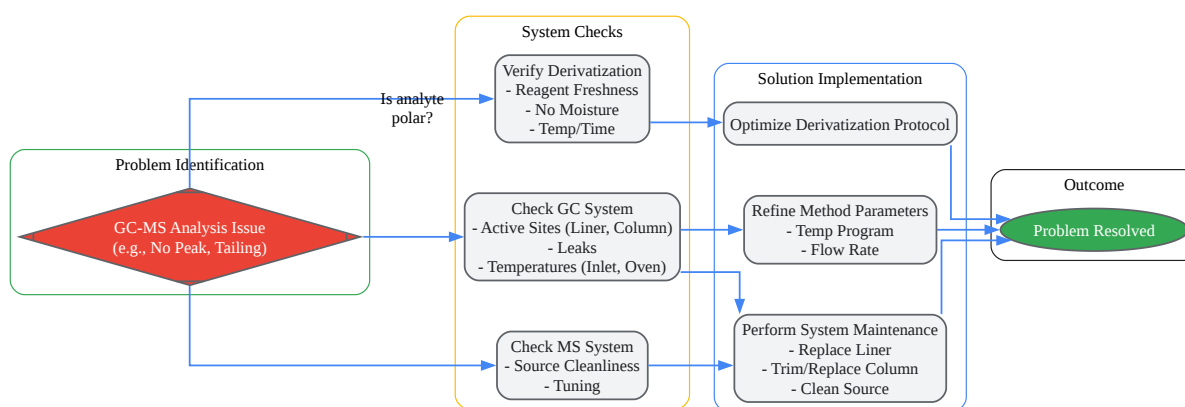 Problem Identification
GC-MS Analysis Issue
(e.g., No Peak, Tailing)
Is analyte
polar?
System Checks
Verify Derivatization
- Reagent Freshness
- No Moisture
- Temp/Time
Check GC System
- Active Sites (Liner, Column)
- Leaks
- Temperatures (Inlet, Oven)
Check MS System
- Source Cleanliness
- Tuning
Solution Implementation
Optimize Derivatization Protocol
Refine Method Parameters
- Temp Program
- Flow Rate
Perform System Maintenance
- Replace Liner
- Trim/Replace Column
- Clean Source
Outcome
Problem Resolved